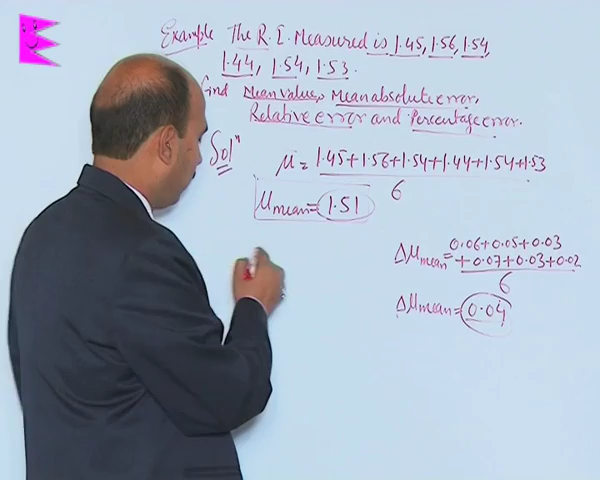 Example The R.I. Measured is 1.45, 1.56, 1.54,
1.44, 1.54, 1.53.
find Mean value, Mean absolute error,
Relative error and Percentage error.
Solⁿ
μ = 1.45+1.56+1.54+1.44+1.54+1.53
6
μmean = 1.51
Δμmean = 0.06+0.05+0.03
+0.07+0.03+0.02
6
Δμmean = 0.04